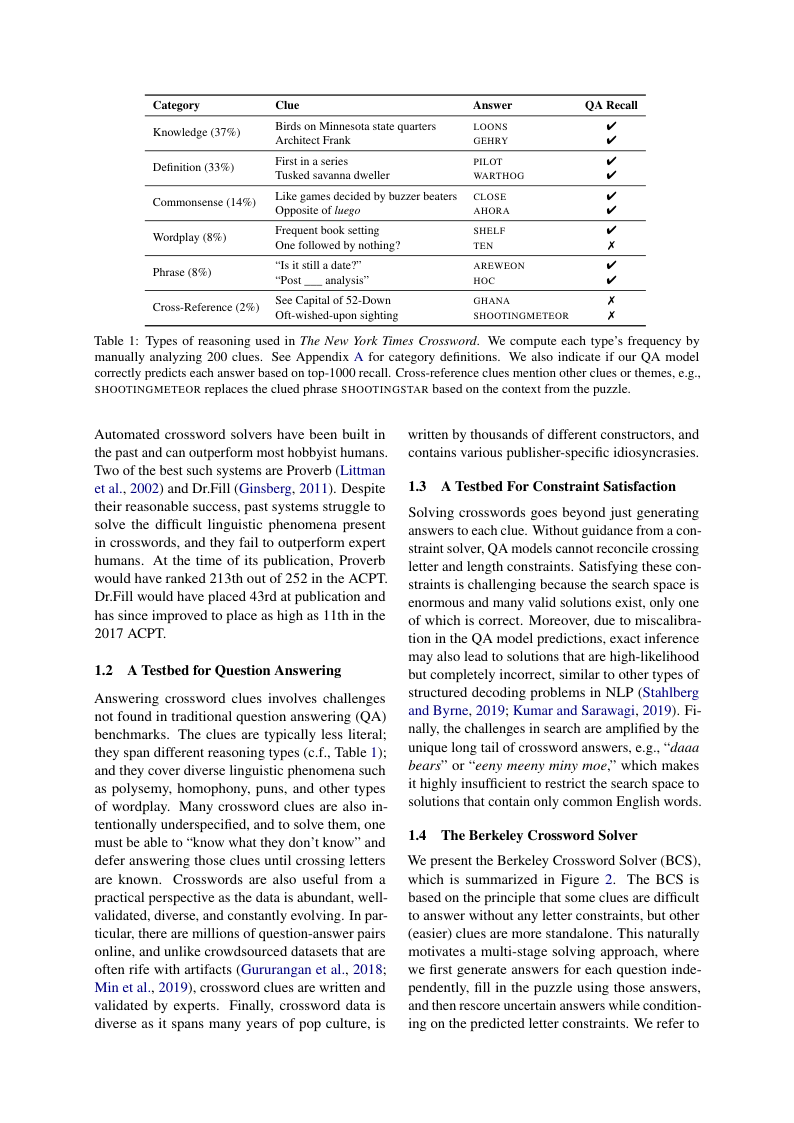 Category Clue Answer QA Recall
Knowledge (37%)
Birds on Minnesota state quarters LOONS ✔
Architect Frank GEHRY ✔
Definition (33%)
First in a series PILOT ✔
Tusked savanna dweller WARTHOG ✔
Commonsense (14%)
Like games decided by buzzer beaters CLOSE ✔
Opposite of luego AHORA ✔
Wordplay (8%)
Frequent book setting SHELF ✔
One followed by nothing? TEN ✗
Phrase (8%)
“Is it still a date?” AREWEON ✔
“Post ___ analysis” HOC ✔
Cross-Reference (2%)
See Capital of 52-Down GHANA ✗
Oft-wished-upon sighting SHOOTINGMETEOR ✗
Table 1: Types of reasoning used in The New York Times Crossword. We compute each type’s frequency by
manually analyzing 200 clues. See Appendix A for category definitions. We also indicate if our QA model
correctly predicts each answer based on top-1000 recall. Cross-reference clues mention other clues or themes, e.g.,
SHOOTINGMETEOR replaces the clued phrase SHOOTINGSTAR based on the context from the puzzle.
Automated crossword solvers have been built in
the past and can outperform most hobbyist humans.
Two of the best such systems are Proverb (Littman
et al., 2002) and Dr.Fill (Ginsberg, 2011). Despite
their reasonable success, past systems struggle to
solve the difficult linguistic phenomena present
in crosswords, and they fail to outperform expert
humans. At the time of its publication, Proverb
would have ranked 213th out of 252 in the ACPT.
Dr.Fill would have placed 43rd at publication and
has since improved to place as high as 11th in the
2017 ACPT.
1.2 A Testbed for Question Answering
Answering crossword clues involves challenges
not found in traditional question answering (QA)
benchmarks. The clues are typically less literal;
they span different reasoning types (c.f., Table 1);
and they cover diverse linguistic phenomena such
as polysemy, homophony, puns, and other types
of wordplay. Many crossword clues are also in-
tentionally underspecified, and to solve them, one
must be able to “know what they don’t know” and
defer answering those clues until crossing letters
are known. Crosswords are also useful from a
practical perspective as the data is abundant, well-
validated, diverse, and constantly evolving. In par-
ticular, there are millions of question-answer pairs
online, and unlike crowdsourced datasets that are
often rife with artifacts (Gururangan et al., 2018;
Min et al., 2019), crossword clues are written and
validated by experts. Finally, crossword data is
diverse as it spans many years of pop culture, is
written by thousands of different constructors, and
contains various publisher-specific idiosyncrasies.
1.3 A Testbed For Constraint Satisfaction
Solving crosswords goes beyond just generating
answers to each clue. Without guidance from a con-
straint solver, QA models cannot reconcile crossing
letter and length constraints. Satisfying these con-
straints is challenging because the search space is
enormous and many valid solutions exist, only one
of which is correct. Moreover, due to miscalibra-
tion in the QA model predictions, exact inference
may also lead to solutions that are high-likelihood
but completely incorrect, similar to other types of
structured decoding problems in NLP (Stahlberg
and Byrne, 2019; Kumar and Sarawagi, 2019). Fi-
nally, the challenges in search are amplified by the
unique long tail of crossword answers, e.g., “daaa
bears” or “eeny meeny miny moe,” which makes
it highly insufficient to restrict the search space to
solutions that contain only common English words.
1.4 The Berkeley Crossword Solver
We present the Berkeley Crossword Solver (BCS),
which is summarized in Figure 2. The BCS is
based on the principle that some clues are difficult
to answer without any letter constraints, but other
(easier) clues are more standalone. This naturally
motivates a multi-stage solving approach, where
we first generate answers for each question inde-
pendently, fill in the puzzle using those answers,
and then rescore uncertain answers while condition-
ing on the predicted letter constraints. We refer to